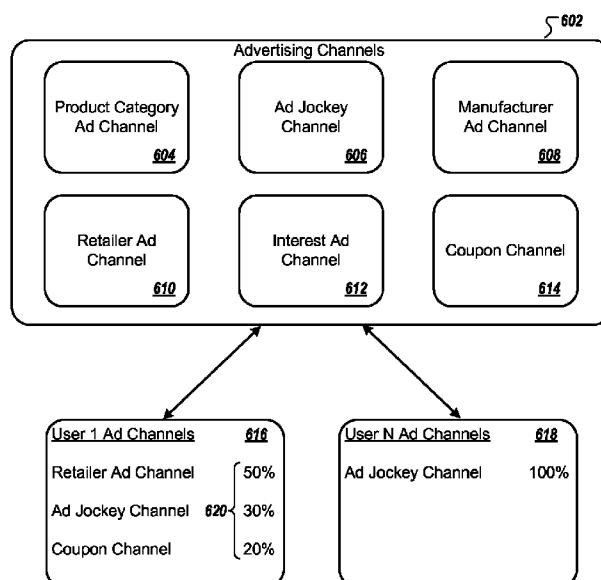 602
Advertising Channels
Product Category
Ad Channel
604
Ad Jockey
Channel
606
Manufacturer
Ad Channel
608
Retailer Ad
Channel
610
Interest Ad
Channel
612
Coupon Channel
614
User 1 Ad Channels 616
Retailer Ad Channel 50%
Ad Jockey Channel 620 30%
Coupon Channel 20%
User N Ad Channels 618
Ad Jockey Channel 100%